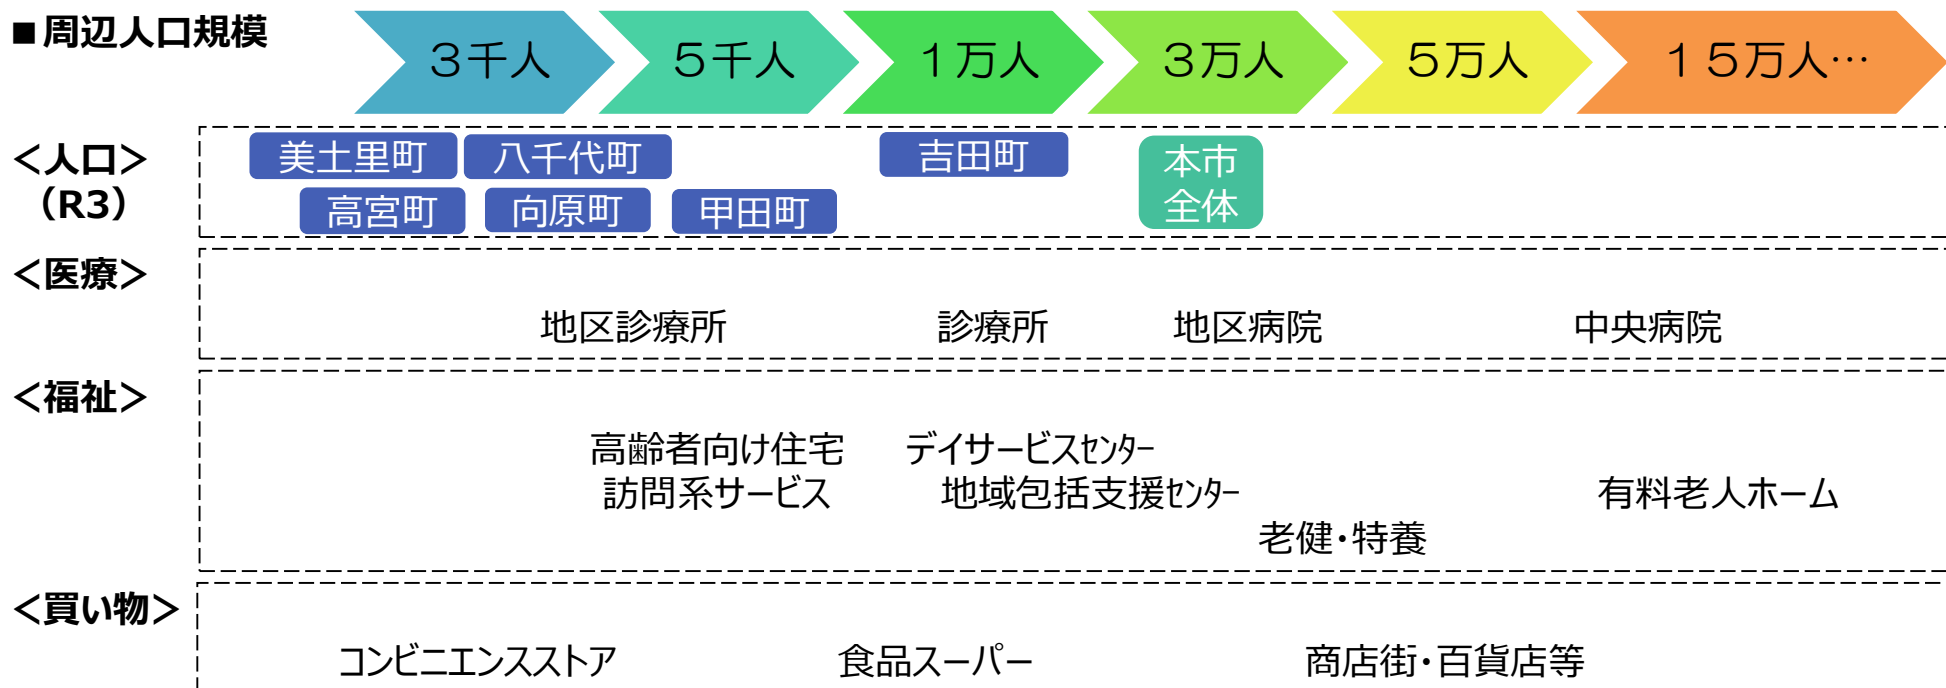 ■周辺人口規模
３千人
５千人
１万人
３万人
５万人
１５万人…
＜人口＞
（R3）
美土里町
八千代町
吉田町
本市
全体
高宮町
向原町
甲田町
＜医療＞
地区診療所
診療所
地区病院
中央病院
＜福祉＞
高齢者向け住宅
訪問系サービス
デイサービスセンター
地域包括支援センター
老健・特養
有料老人ホーム
＜買い物＞
コンビニエンスストア
食品スーパー
商店街・百貨店等